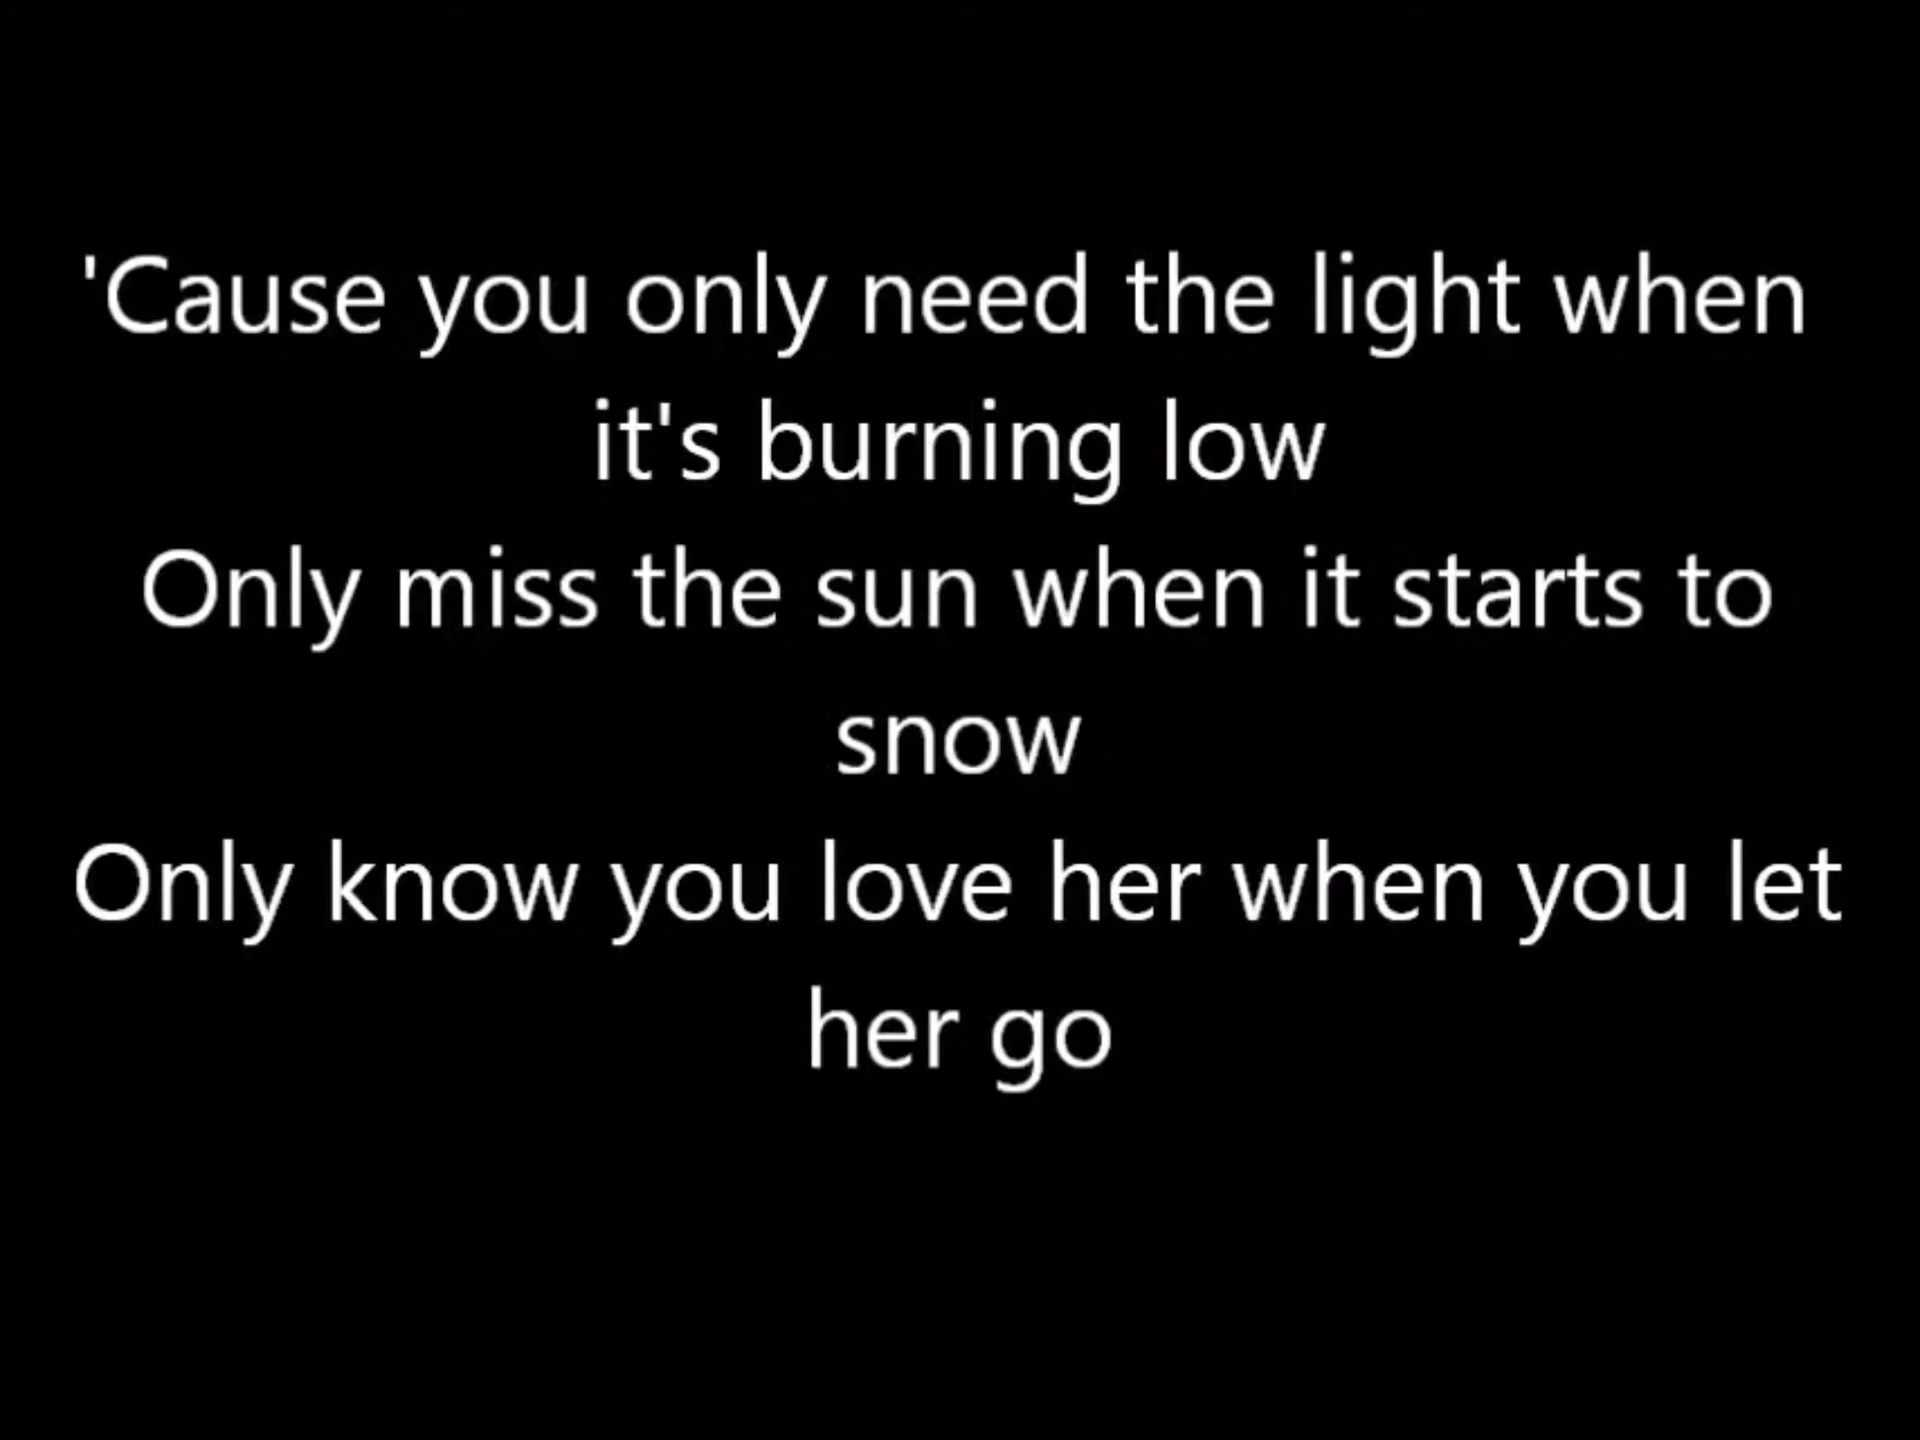 'Cause you only need the light when
it's burning low
Only miss the sun when it starts to
snow
Only know you love her when you let
her go